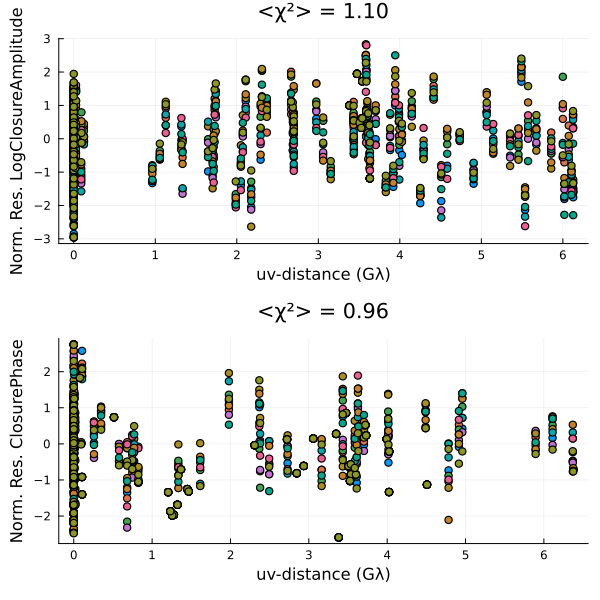 <χ²> = 1.10
Norm. Res. LogClosureAmplitude
3
2
1
0
−1
−2
−3
0 1 2 3 4 5 6
uv-distance (Gλ)
<χ²> = 0.96
Norm. Res. ClosurePhase
2
1
0
−1
−2
0 1 2 3 4 5 6
uv-distance (Gλ)